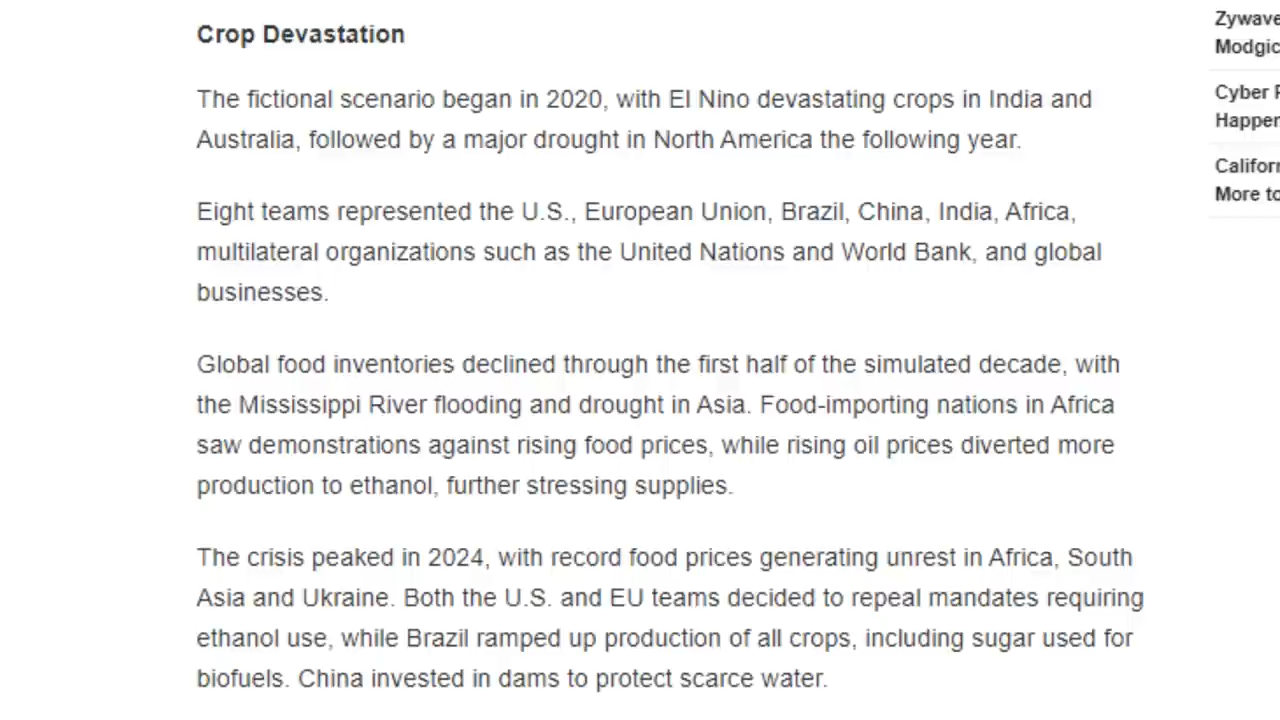 Crop Devastation
The fictional scenario began in 2020, with El Nino devastating crops in India and
Australia, followed by a major drought in North America the following year.
Eight teams represented the U.S., European Union, Brazil, China, India, Africa,
multilateral organizations such as the United Nations and World Bank, and global
businesses.
Global food inventories declined through the first half of the simulated decade, with
the Mississippi River flooding and drought in Asia. Food-importing nations in Africa
saw demonstrations against rising food prices, while rising oil prices diverted more
production to ethanol, further stressing supplies.
The crisis peaked in 2024, with record food prices generating unrest in Africa, South
Asia and Ukraine. Both the U.S. and EU teams decided to repeal mandates requiring
ethanol use, while Brazil ramped up production of all crops, including sugar used for
biofuels. China invested in dams to protect scarce water.
Zywave
Modgic
Cyber
Happen
Califor
More to